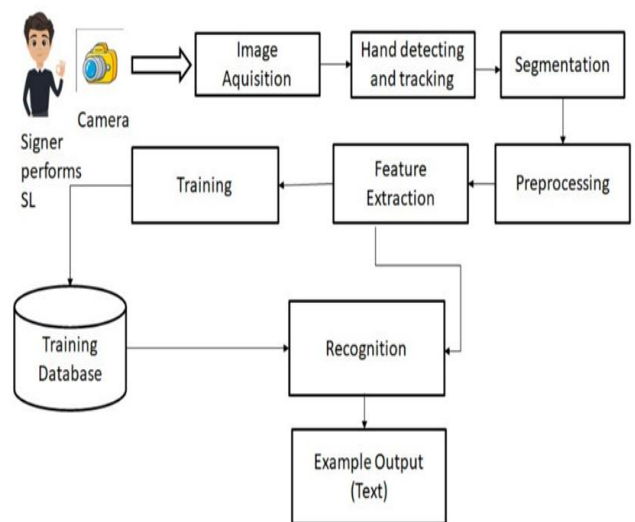 Signer
performs
SL
Camera
Image
Aquisition
Hand detecting
and tracking
Segmentation
Preprocessing
Feature
Extraction
Training
Training
Database
Recognition
Example Output
(Text)